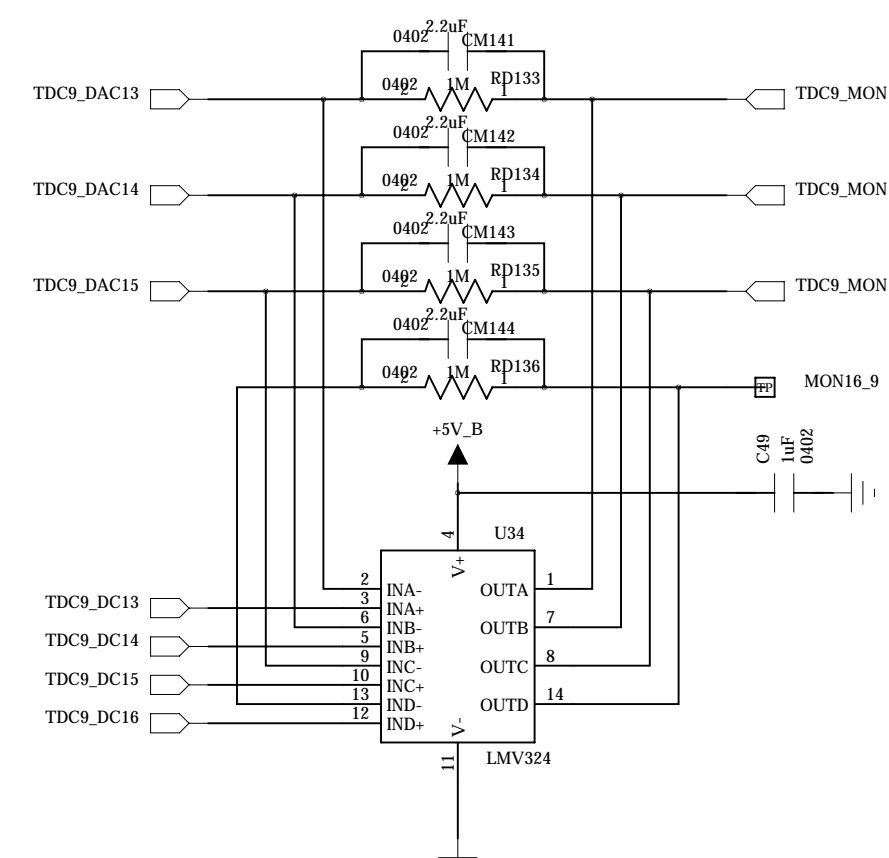 2.2uF
0402
CM141
0402
1M
RD133
2
1
TDC9_DAC13
TDC9_MON
2.2uF
0402
CM142
0402
1M
RD134
2
1
TDC9_DAC14
TDC9_MON
2.2uF
0402
CM143
0402
1M
RD135
2
1
TDC9_DAC15
TDC9_MON
2.2uF
0402
CM144
0402
1M
RD136
2
1
TP
MON16_9
+5V_B
C49
1uF
0402
4
U34
V+
2
INA-
OUTA
1
TDC9_DC13
3
INA+
6
INB-
OUTB
7
TDC9_DC14
5
INB+
9
INC-
OUTC
8
TDC9_DC15
10
INC+
13
IND-
OUTD
14
TDC9_DC16
12
IND+
V-
11
LMV324